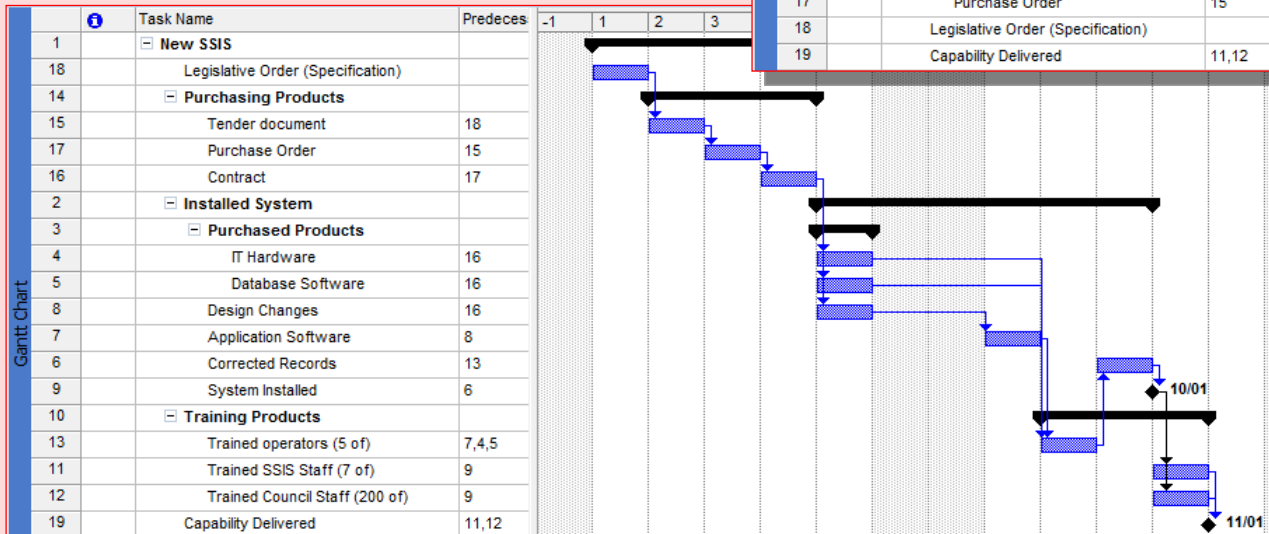 17 Purchase Order 15
18 Legislative Order (Specification)
19 Capability Delivered 11,12
Task Name Predeces -1 1 2 3
1 New SSIS
18 Legislative Order (Specification)
14 Purchasing Products
15 Tender document 18
17 Purchase Order 15
16 Contract 17
2 Installed System
3 Purchased Products
4 IT Hardware 16
5 Database Software 16
8 Design Changes 16
7 Application Software 8
6 Corrected Records 13
9 System Installed 6 10/01
10 Training Products
13 Trained operators (5 of) 7,4,5
11 Trained SSIS Staff (7 of) 9
12 Trained Council Staff (200 of) 9
19 Capability Delivered 11,12 11/01
Gantt Chart